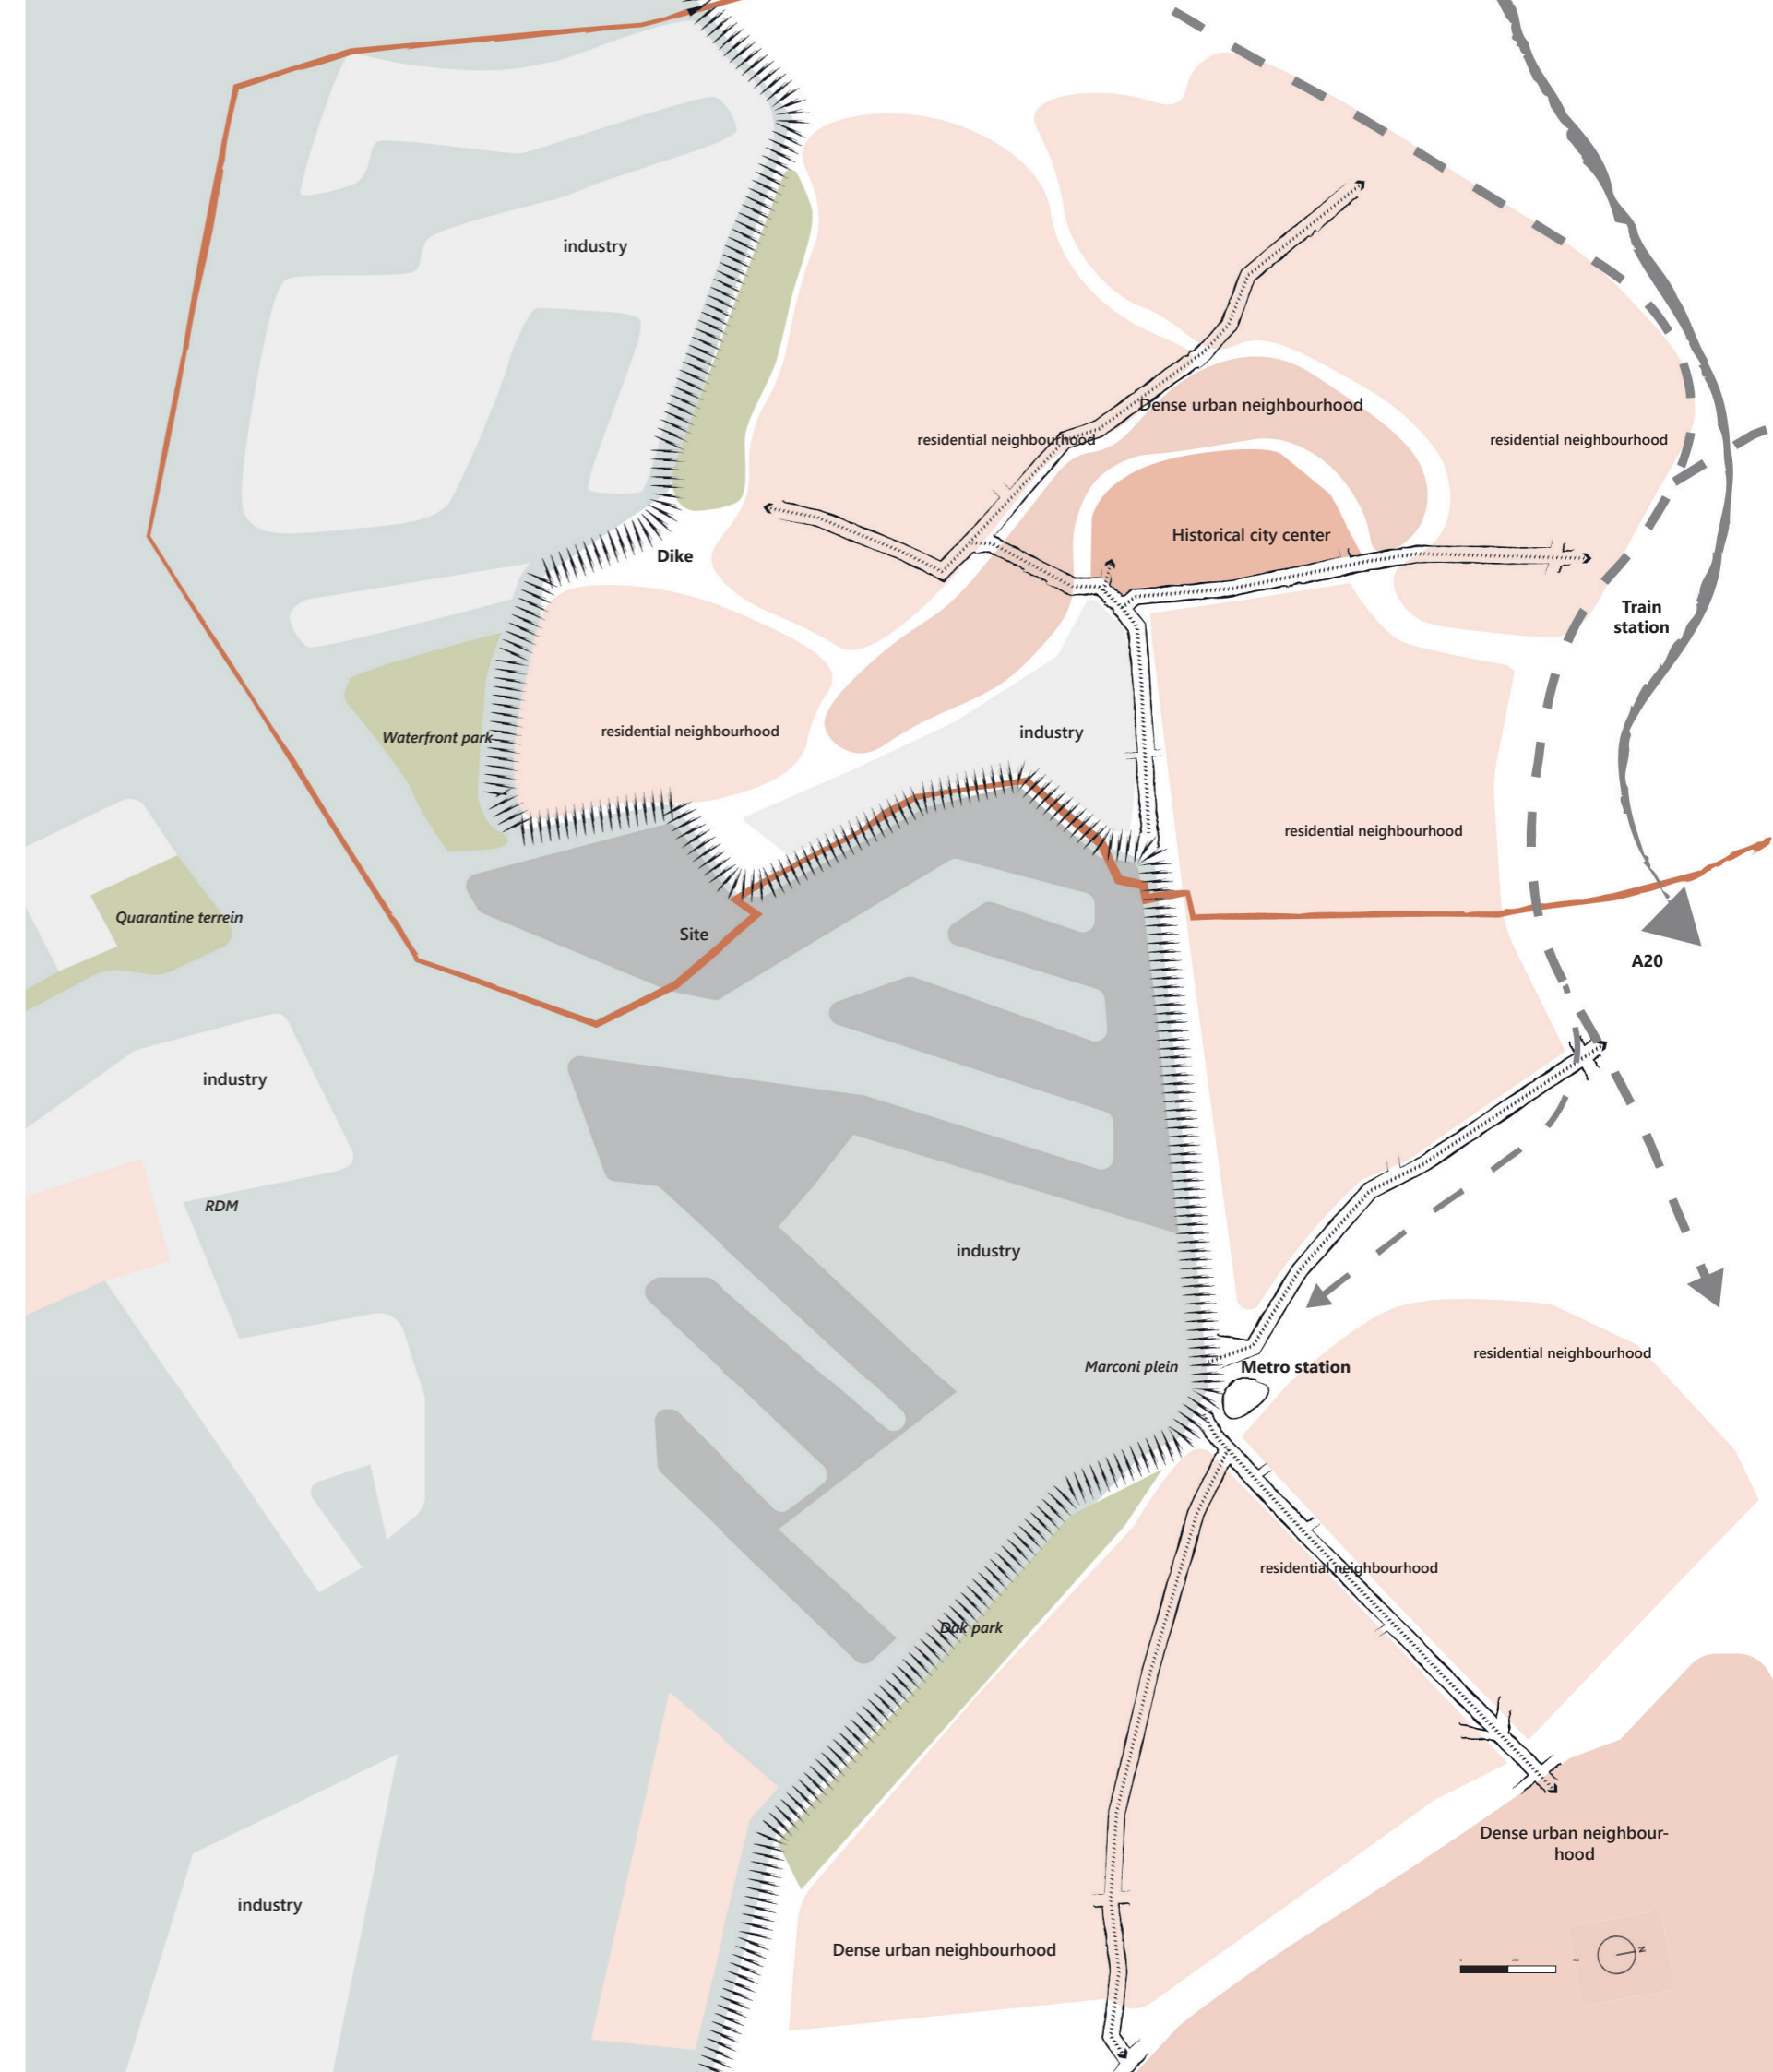 industry
Dense urban neighbourhood
residential neighbourhood
residential neighbourhood
Historical city center
Dike
Train
station
Waterfront park
residential neighbourhood
industry
residential neighbourhood
Quarantine terrein
Site
A20
industry
RDM
industry
Marconi plein
Metro station
residential neighbourhood
residential neighbourhood
Dak park
Dense urban neighbour-
hood
industry
Dense urban neighbourhood
N